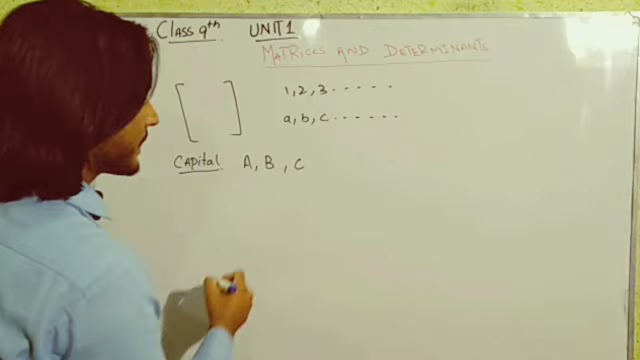 Class 9th UNIT 1
MATRICES AND DETERMINANTS
[ ] 1, 2, 3 . . . . . .
a, b, c . . . . . .
Capital A, B, C